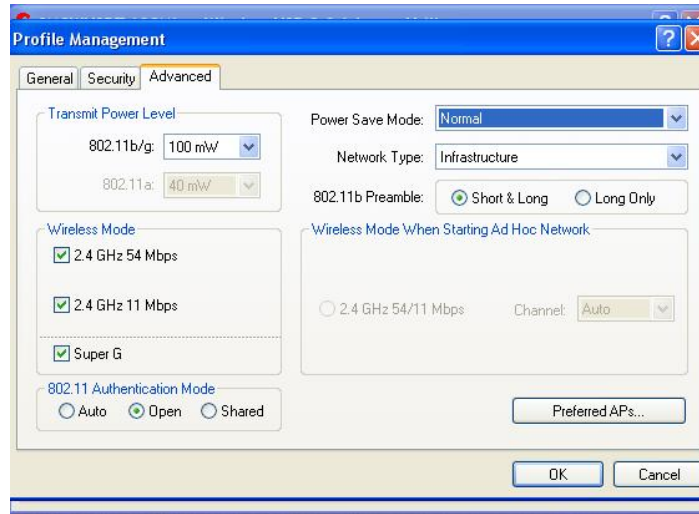 Profile Management
General Security Advanced
Transmit Power Level
802.11b/g: 100 mW
802.11a: 40 mW
Power Save Mode: Normal
Network Type: Infrastructure
802.11b Preamble: Short & Long Long Only
Wireless Mode
2.4 GHz 54 Mbps
2.4 GHz 11 Mbps
Super G
Wireless Mode When Starting Ad Hoc Network
2.4 GHz 54/11 Mbps Channel: Auto
802.11 Authentication Mode
Auto Open Shared
Preferred APs...
OK Cancel